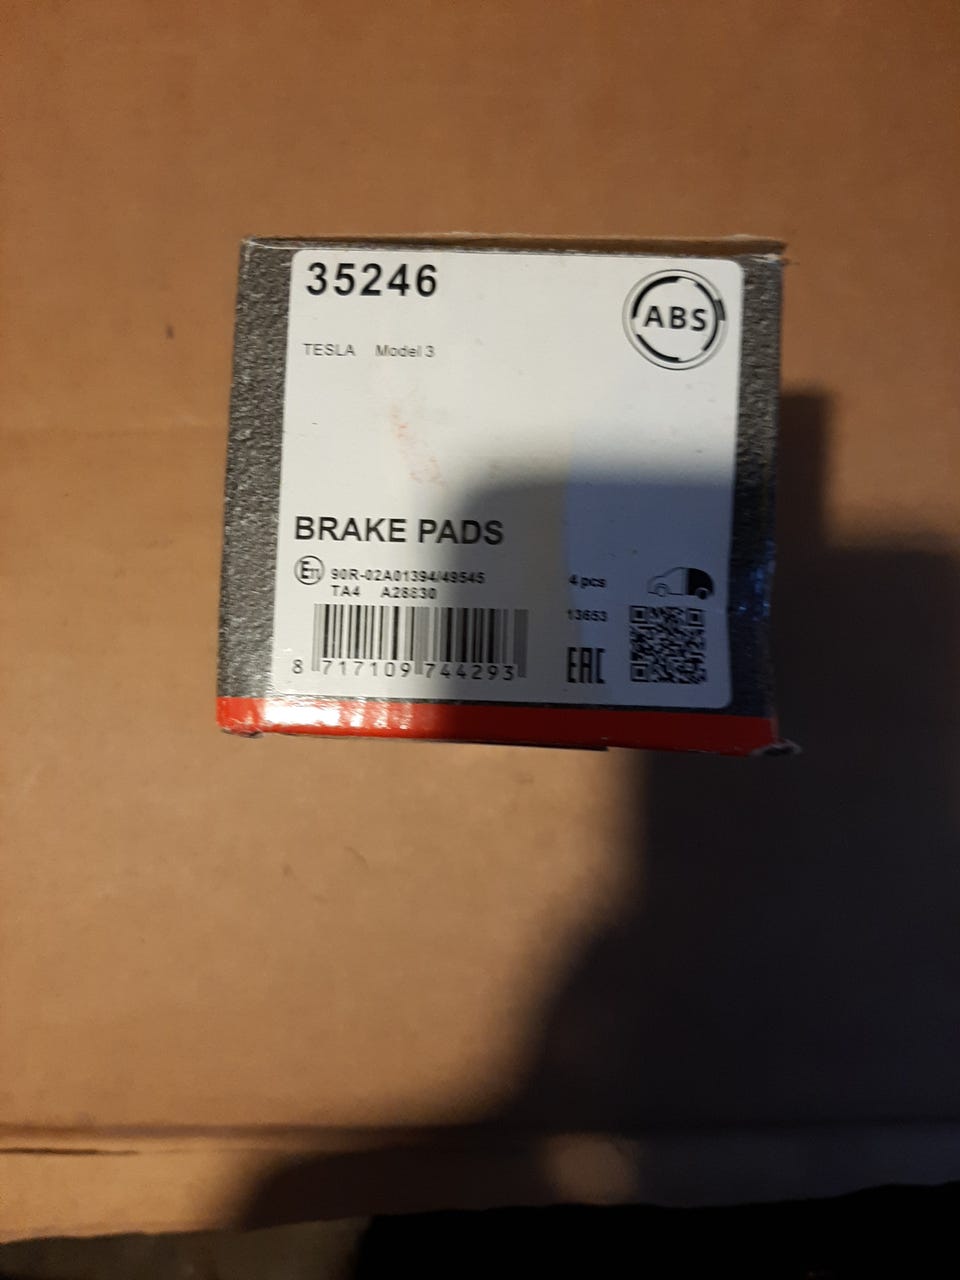 35246
ABS
TESLA Model 3
BRAKE PADS
E11 90R-02A01394/49545
4 pcs
TA4 A28830
13653
8 717109 744293
EAC